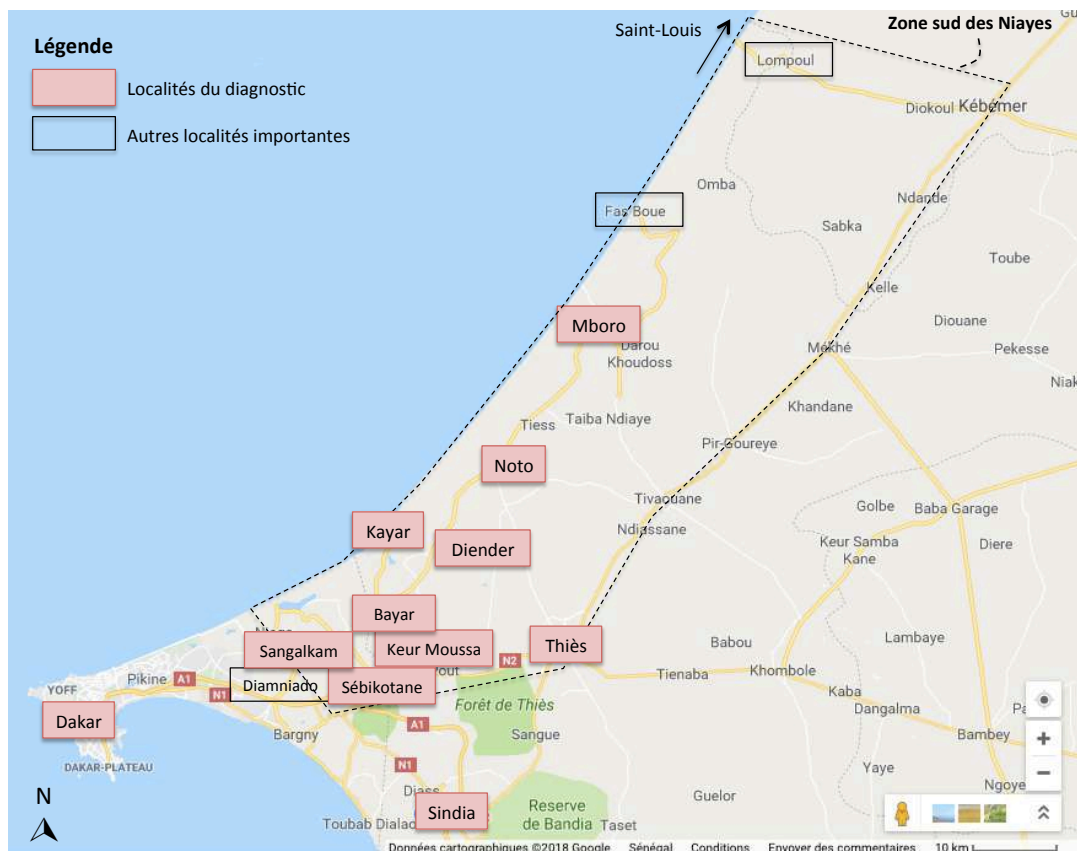 Légende
Localités du diagnostic
Autres localités importantes
Saint-Louis
Zone sud des Niayes
Lompoul
Diokoul
Kébémer
Omba
Fas Boue
Ndande
Sabka
Toube
Kelle
Mboro
Diouane
Darou
Khoudoss
Mékhé
Pekesse
Niak
Khandane
Taiba Ndiaye
Tiess
Pir-Goureye
Noto
Tivaouane
Golbe
Baba Garage
Ndiassane
Kayar
Diender
Keur Samba
Kane
Diere
Bayar
Sangalkam
Keur Moussa
Thiès
Babou
Lambaye
N2
Tienaba
Khombole
YOFF
Pikine
A1
N1
Diamniado
Sébikotane
Forêt de Thiès
Kaba
Dangalma
Dakar
Bargny
A1
Sangue
Bambey
DAKAR-PLATEAU
N1
Yaye
Ngoye
Sindia
Guelor
Reserve
de Bandia
Toubab Dialao
Taset
N
Données cartographiques ©2018 Google Sénégal Conditions Envoyer des commentaires 10 km